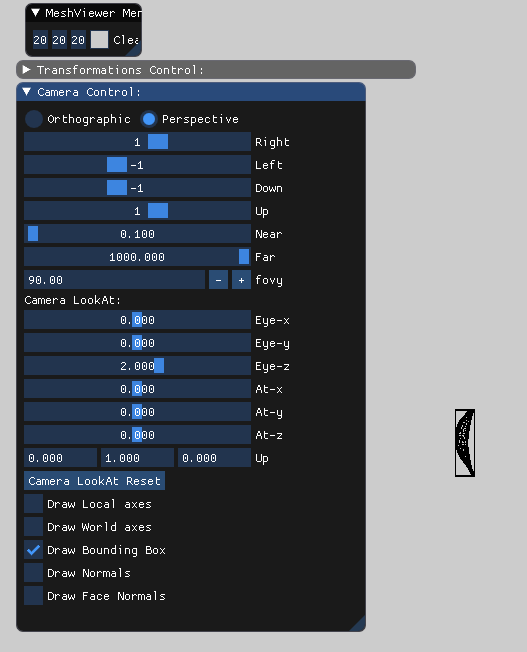 MeshViewer Mer
20 20 20 Clea
Transformations Control:
Camera Control:
Orthographic Perspective
1 Right
-1 Left
-1 Down
1 Up
0.100 Near
1000.000 Far
90.00 - + fovy
Camera LookAt:
0.000 Eye-x
0.000 Eye-y
2.000 Eye-z
0.000 At-x
0.000 At-y
0.000 At-z
0.000 1.000 0.000 Up
Camera LookAt Reset
Draw Local axes
Draw World axes
Draw Bounding Box
Draw Normals
Draw Face Normals